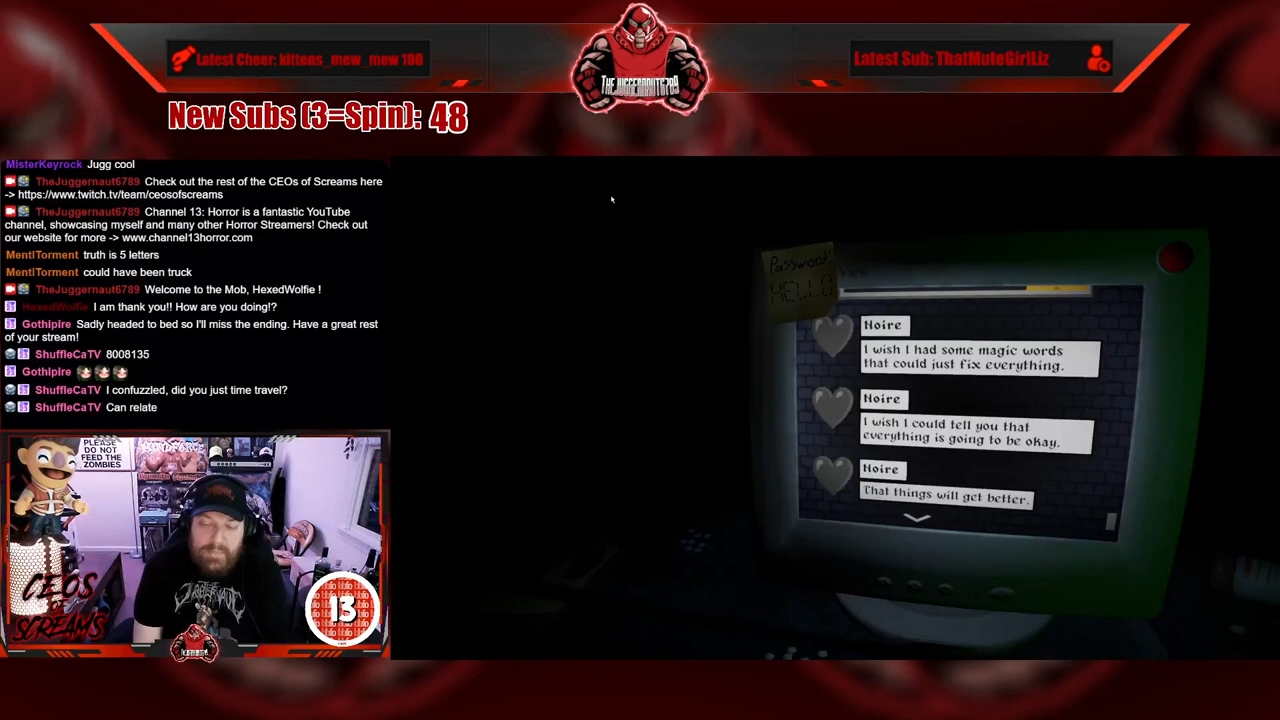 Latest Cheer: kittens_mew_mew 100
THEJUGGERNAUT6789
Latest Sub: ThatMuteGirlLiz
New Subs (3=Spin): 48
MisterKeyrock Jugg cool
TheJuggernaut6789 Check out the rest of the CEOs of Screams here
-> https://www.twitch.tv/team/ceosofscreams
TheJuggernaut6789 Channel 13: Horror is a fantastic YouTube
channel, showcasing myself and many other Horror Streamers! Check out
our website for more -> www.channel13horror.com
MentlTorment truth is 5 letters
MentlTorment could have been truck
TheJuggernaut6789 Welcome to the Mob, HexedWolfie !
HexedWolfie I am thank you!! How are you doing!?
Gothipire Sadly headed to bed so I'll miss the ending. Have a great rest
of your stream!
ShuffleCaTV 8008135
Gothipire
ShuffleCaTV I confuzzled, did you just time travel?
ShuffleCaTV Can relate
Password:
HELLO
Noire
I wish I had some magic words
that could just fix everything.
Noire
I wish I could tell you that
everything is going to be okay.
Noire
That things will get better.
PLEASE
DO NOT
FEED THE
ZOMBIES
CEOS
OF
SCREAMS
13